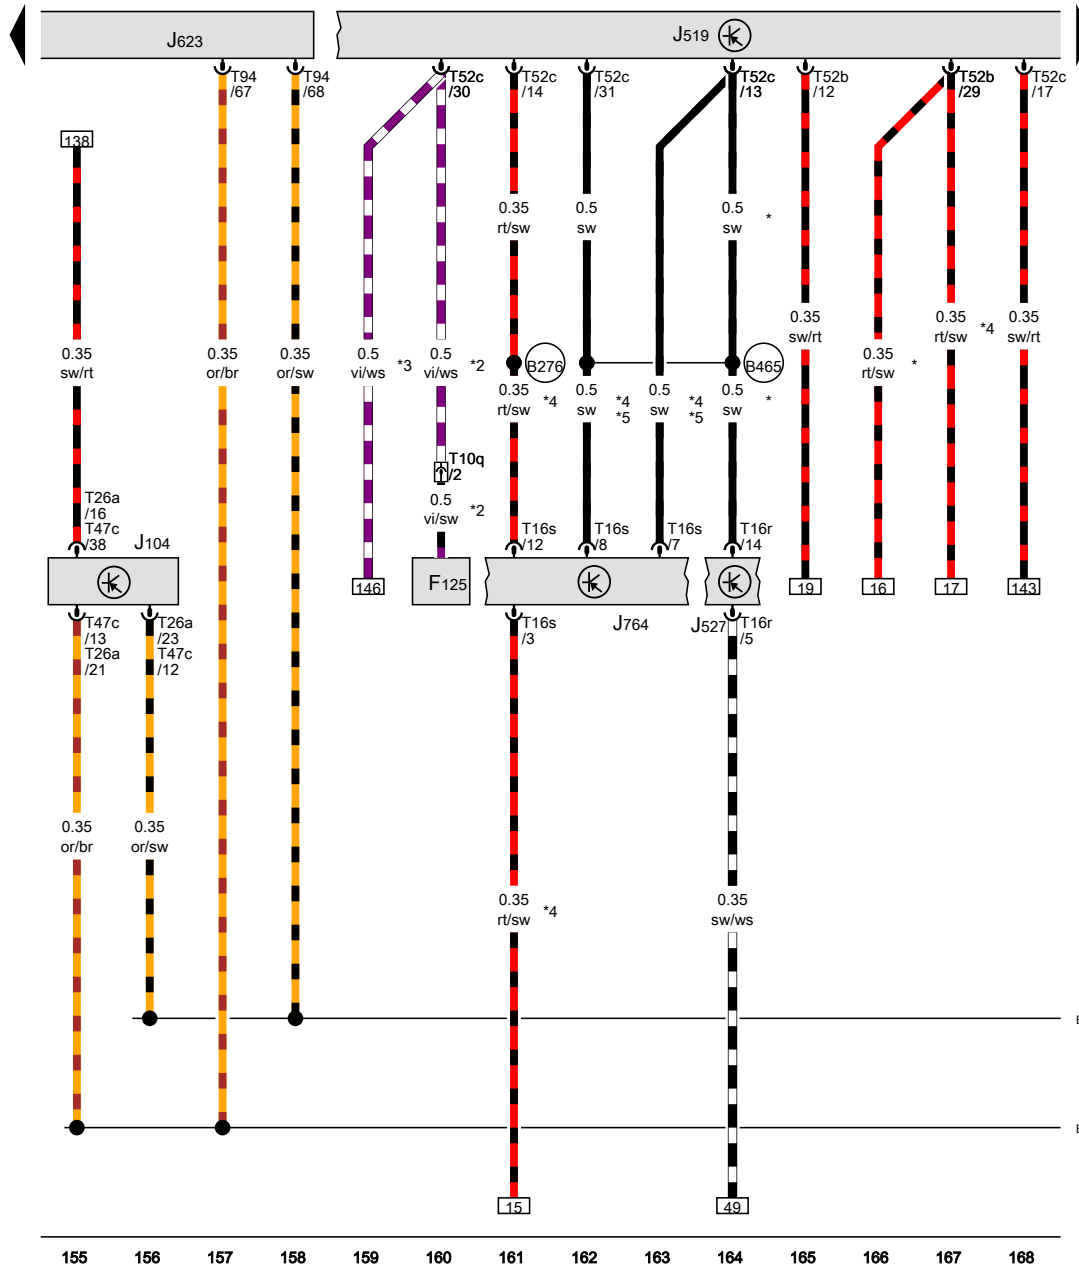 J623
J519
T94
/67
T94
/68
T52c
/30
T52c
/14
T52c
/31
T52c
/13
T52b
/12
T52b
/29
T52c
/17
138
0.35
rt/sw
0.5
sw
0.5
sw
*
0.35
sw/rt
0.35
rt/sw
*4
0.35
sw/rt
0.35
sw/rt
0.35
or/br
0.35
or/sw
0.5
vi/ws
*3
0.5
vi/ws
*2
B276
B465
0.35
rt/sw
*
0.35
rt/sw
*4
0.5
sw
*4
*5
0.5
sw
*4
*5
0.5
sw
*
T10q
/2
0.5
vi/sw
*2
T26a
/16
T47c
/38
J104
T16s
/12
T16s
/8
T16s
/7
T16r
/14
146
F125
19
16
17
143
T47c
/13
T26a
/21
T26a
/23
T47c
/12
T16s
/3
J764
J527
T16r
/5
0.35
or/br
0.35
or/sw
0.35
rt/sw
*4
0.35
sw/ws
15
49
155 156 157 158 159 160 161 162 163 164 165 166 167 168